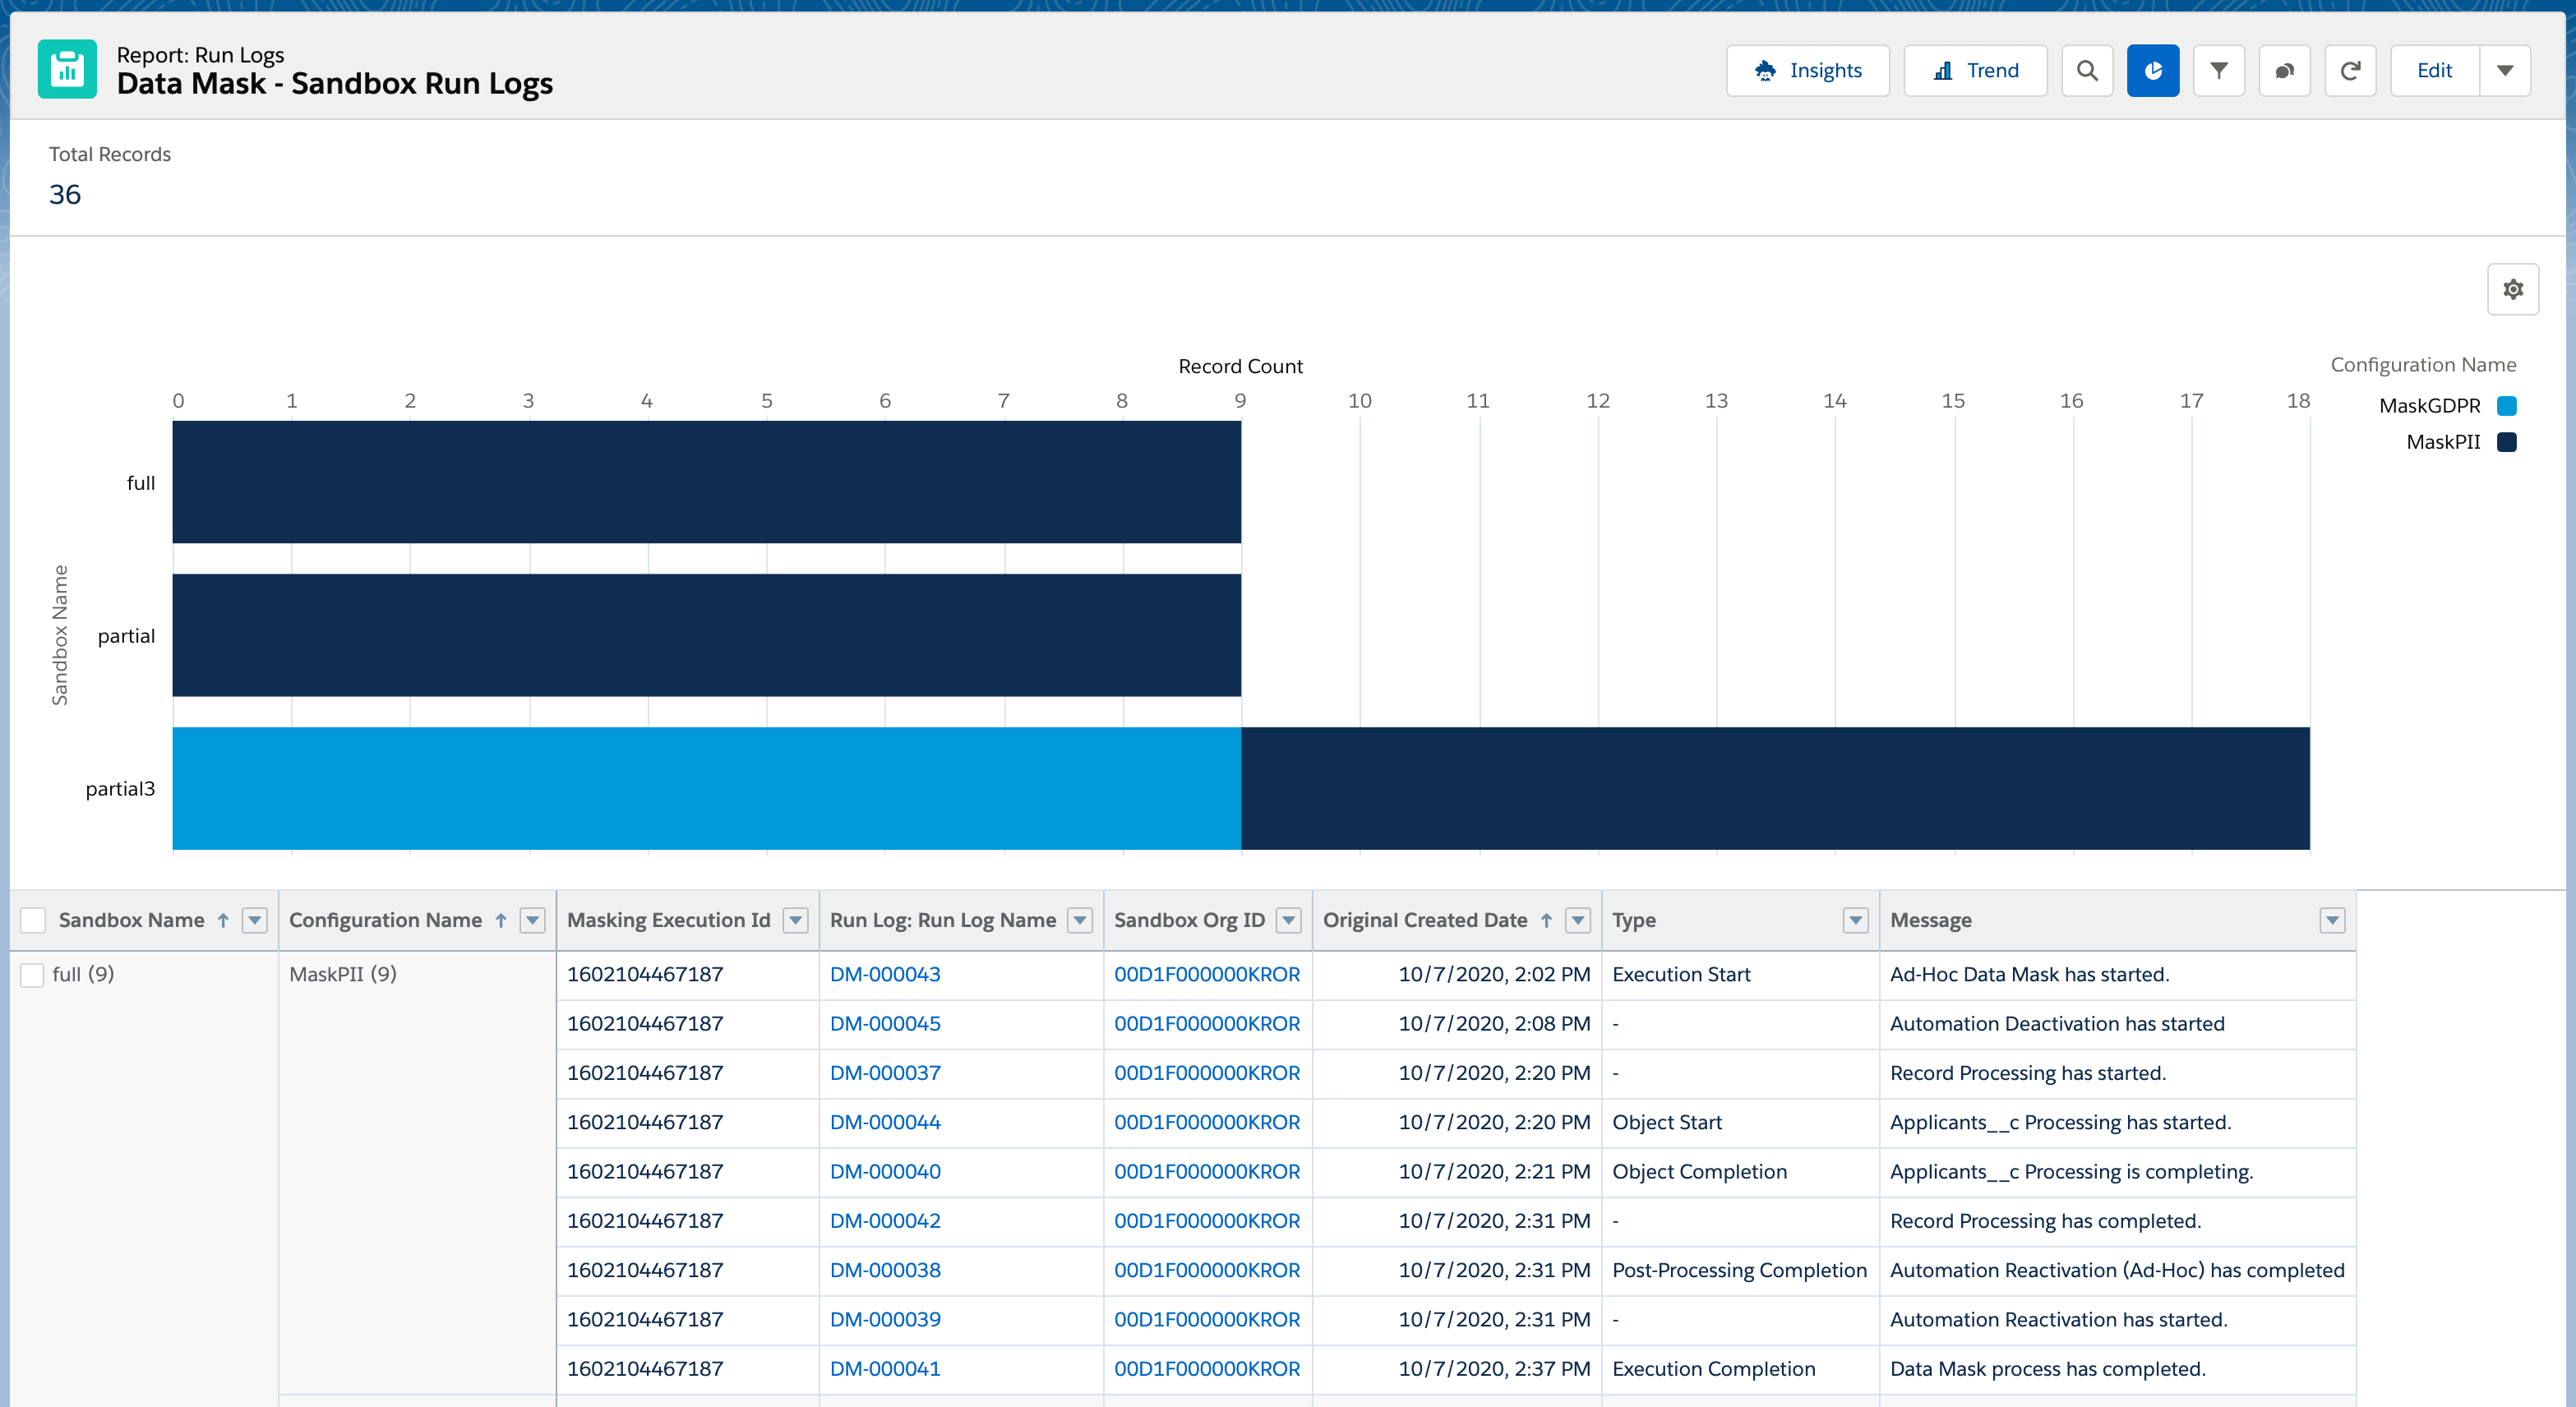 Report: Run Logs
Data Mask - Sandbox Run Logs
Insights
Trend
Edit
Total Records
36
Record Count
0 1 2 3 4 5 6 7 8 9 10 11 12 13 14 15 16 17 18
Configuration Name
MaskGDPR
MaskPII
Sandbox Name
full
partial
partial3
Sandbox Name Configuration Name Masking Execution Id Run Log: Run Log Name Sandbox Org ID Original Created Date Type Message
full (9) MaskPII (9) 1602104467187 DM-000043 00D1F000000KROR 10/7/2020, 2:02 PM Execution Start Ad-Hoc Data Mask has started.
1602104467187 DM-000045 00D1F000000KROR 10/7/2020, 2:08 PM - Automation Deactivation has started
1602104467187 DM-000037 00D1F000000KROR 10/7/2020, 2:20 PM - Record Processing has started.
1602104467187 DM-000044 00D1F000000KROR 10/7/2020, 2:20 PM Object Start Applicants__c Processing has started.
1602104467187 DM-000040 00D1F000000KROR 10/7/2020, 2:21 PM Object Completion Applicants__c Processing is completing.
1602104467187 DM-000042 00D1F000000KROR 10/7/2020, 2:31 PM - Record Processing has completed.
1602104467187 DM-000038 00D1F000000KROR 10/7/2020, 2:31 PM Post-Processing Completion Automation Reactivation (Ad-Hoc) has completed
1602104467187 DM-000039 00D1F000000KROR 10/7/2020, 2:31 PM - Automation Reactivation has started.
1602104467187 DM-000041 00D1F000000KROR 10/7/2020, 2:37 PM Execution Completion Data Mask process has completed.